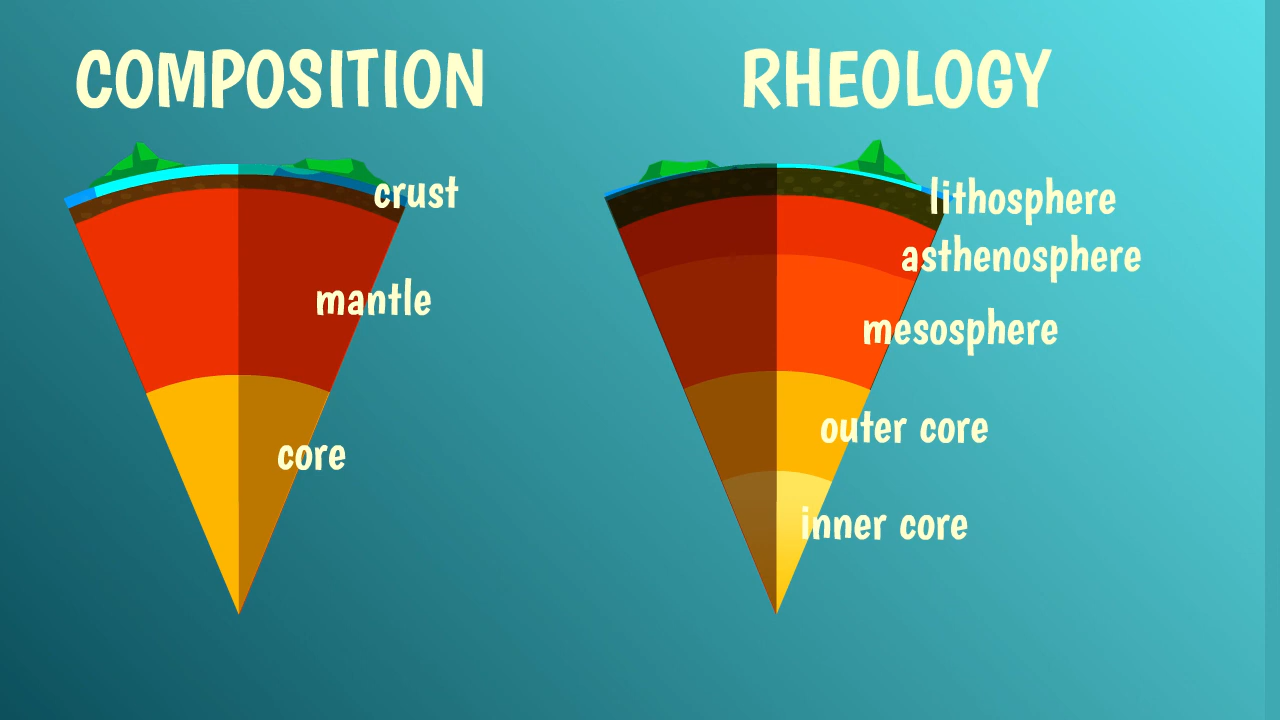 COMPOSITION
crust
mantle
core
RHEOLOGY
lithosphere
asthenosphere
mesosphere
outer core
inner core